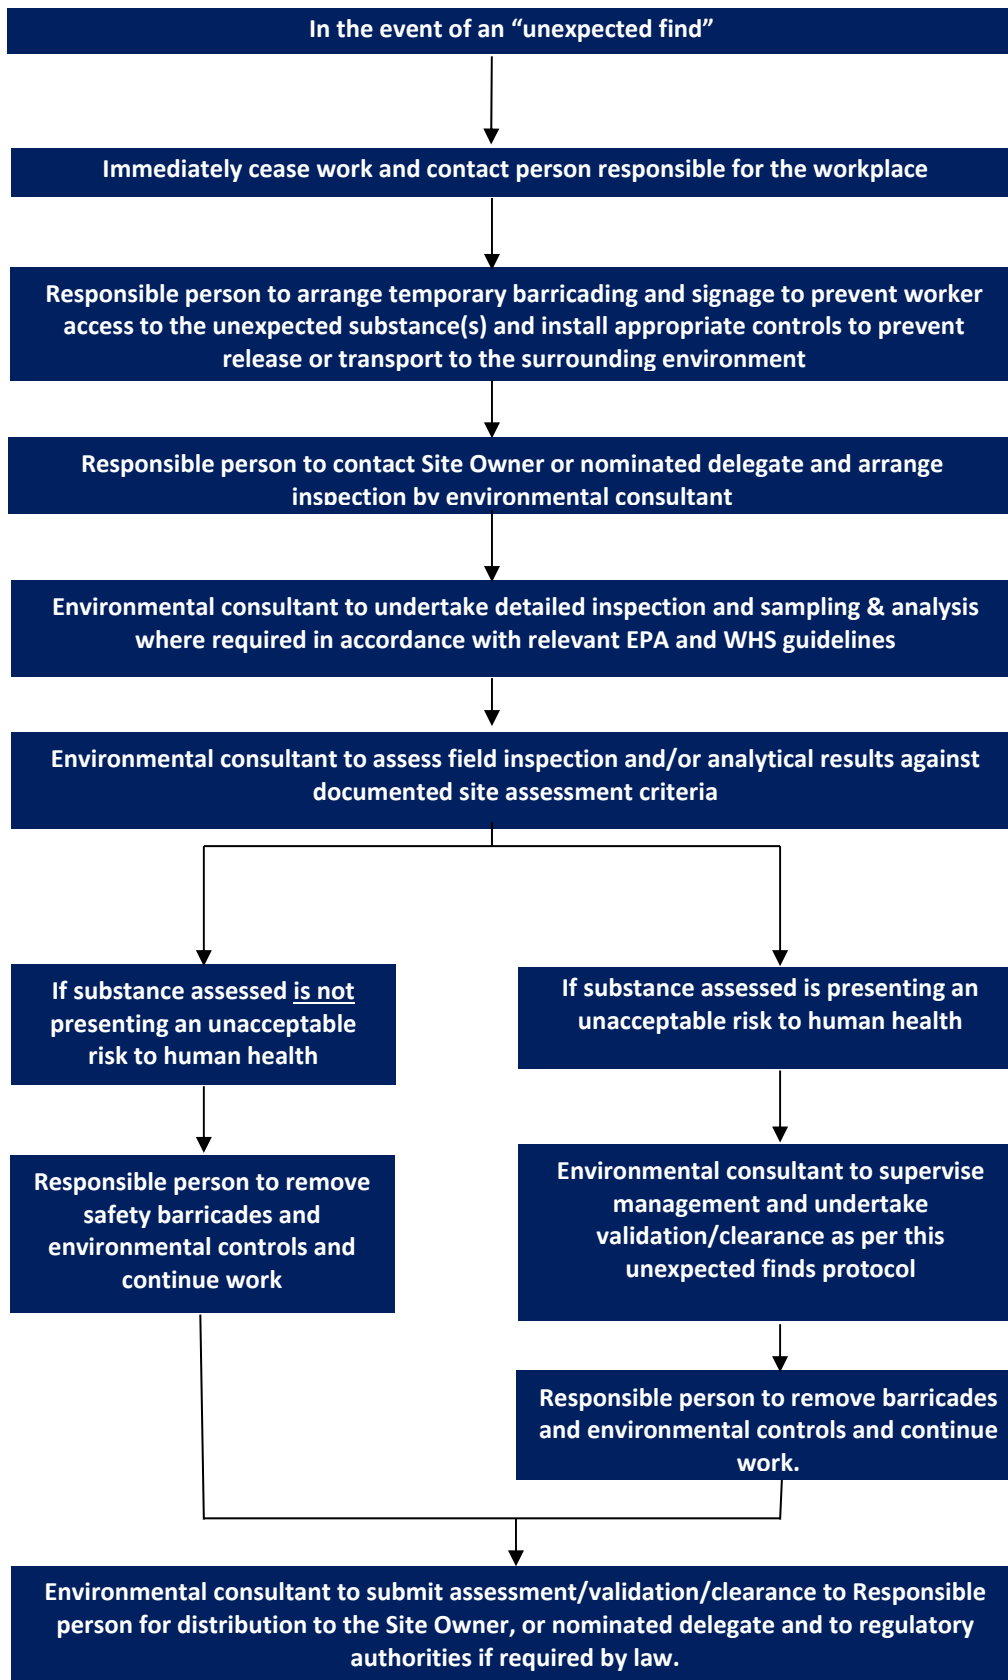 In the event of an “unexpected find”
Immediately cease work and contact person responsible for the workplace
Responsible person to arrange temporary barricading and signage to prevent worker
access to the unexpected substance(s) and install appropriate controls to prevent
release or transport to the surrounding environment
Responsible person to contact Site Owner or nominated delegate and arrange
inspection by environmental consultant
Environmental consultant to undertake detailed inspection and sampling & analysis
where required in accordance with relevant EPA and WHS guidelines
Environmental consultant to assess field inspection and/or analytical results against
documented site assessment criteria
If substance assessed is not
presenting an unacceptable
risk to human health
If substance assessed is presenting an
unacceptable risk to human health
Responsible person to remove
safety barricades and
environmental controls and
continue work
Environmental consultant to supervise
management and undertake
validation/clearance as per this
unexpected finds protocol
Responsible person to remove barricades
and environmental controls and continue
work.
Environmental consultant to submit assessment/validation/clearance to Responsible
person for distribution to the Site Owner, or nominated delegate and to regulatory
authorities if required by law.